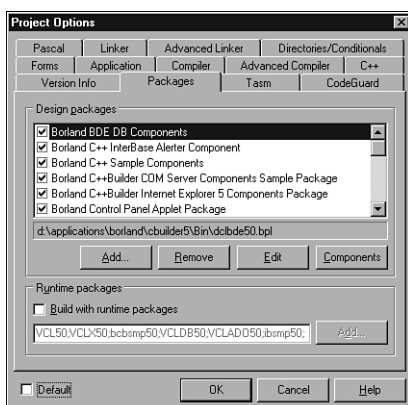 Project Options
Pascal Linker Advanced Linker Directories/Conditionals
Forms Application Compiler Advanced Compiler C++
Version Info Packages Tasm CodeGuard
Design packages
Borland BDE DB Components
Borland C++ InterBase Alerter Component
Borland C++ Sample Components
Borland C++Builder COM Server Components Sample Package
Borland C++Builder Internet Explorer 5 Components Package
Borland Control Panel Applet Package
d:\applications\borland\cbuilder5\Bin\dclbde50.bpl
Add... Remove Edit Components
Runtime packages
Build with runtime packages
VCL50;VCLX50;bcbsmp50;VCLDB50;VCLADO50;ibsmp50; Add...
Default OK Cancel Help